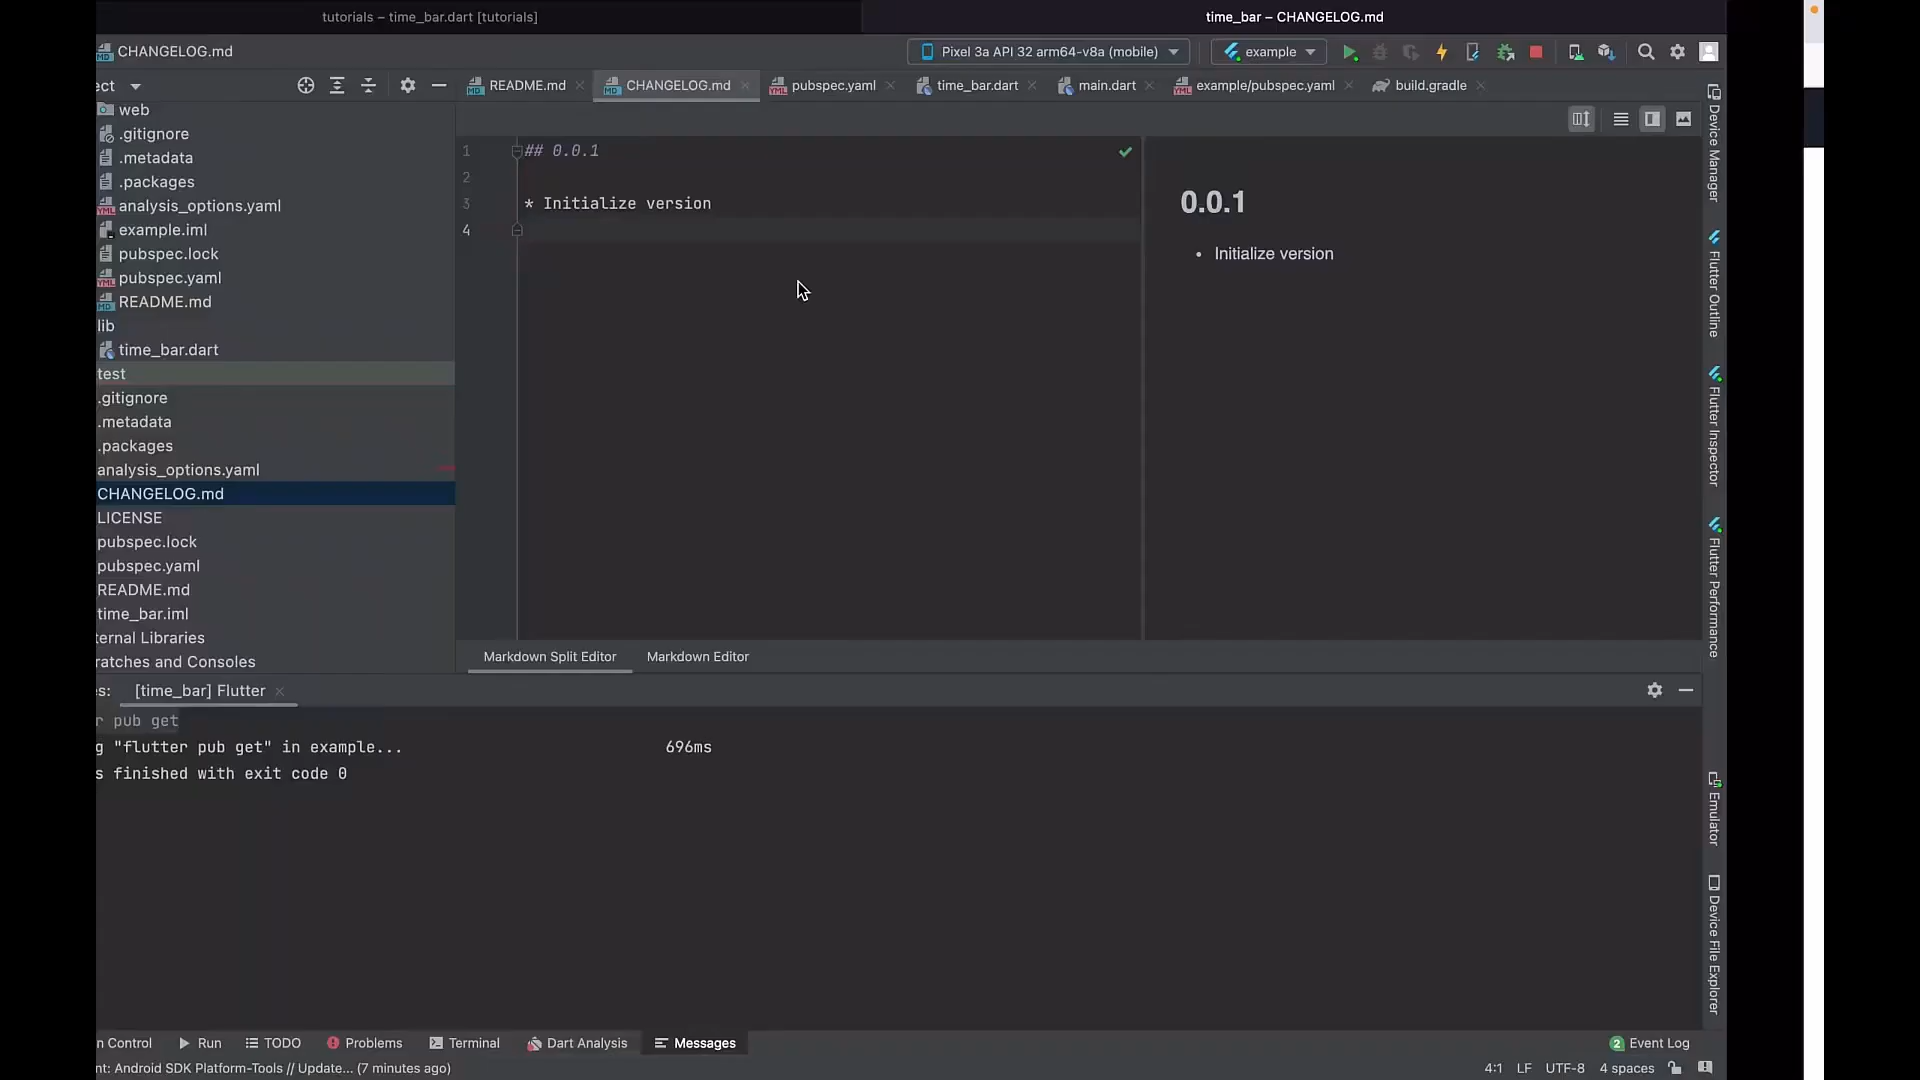 tutorials – time_bar.dart [tutorials]
time_bar – CHANGELOG.md
CHANGELOG.md
Pixel 3a API 32 arm64-v8a (mobile)
example
ect
README.md
CHANGELOG.md
pubspec.yaml
time_bar.dart
main.dart
example/pubspec.yaml
build.gradle
web
.gitignore
.metadata
.packages
analysis_options.yaml
example.iml
pubspec.lock
pubspec.yaml
README.md
lib
time_bar.dart
test
.gitignore
.metadata
.packages
analysis_options.yaml
CHANGELOG.md
LICENSE
pubspec.lock
pubspec.yaml
README.md
time_bar.iml
ternal Libraries
ratches and Consoles
1 ## 0.0.1
2
3 * Initialize version
4
0.0.1
• Initialize version
Device Manager
Flutter Outline
Flutter Inspector
Flutter Performance
Emulator
Device File Explorer
Markdown Split Editor
Markdown Editor
es:
[time_bar] Flutter
r pub get
g "flutter pub get" in example... 696ms
s finished with exit code 0
n Control
Run
TODO
Problems
Terminal
Dart Analysis
Messages
2 Event Log
nt: Android SDK Platform-Tools // Update... (7 minutes ago)
4:1 LF UTF-8 4 spaces